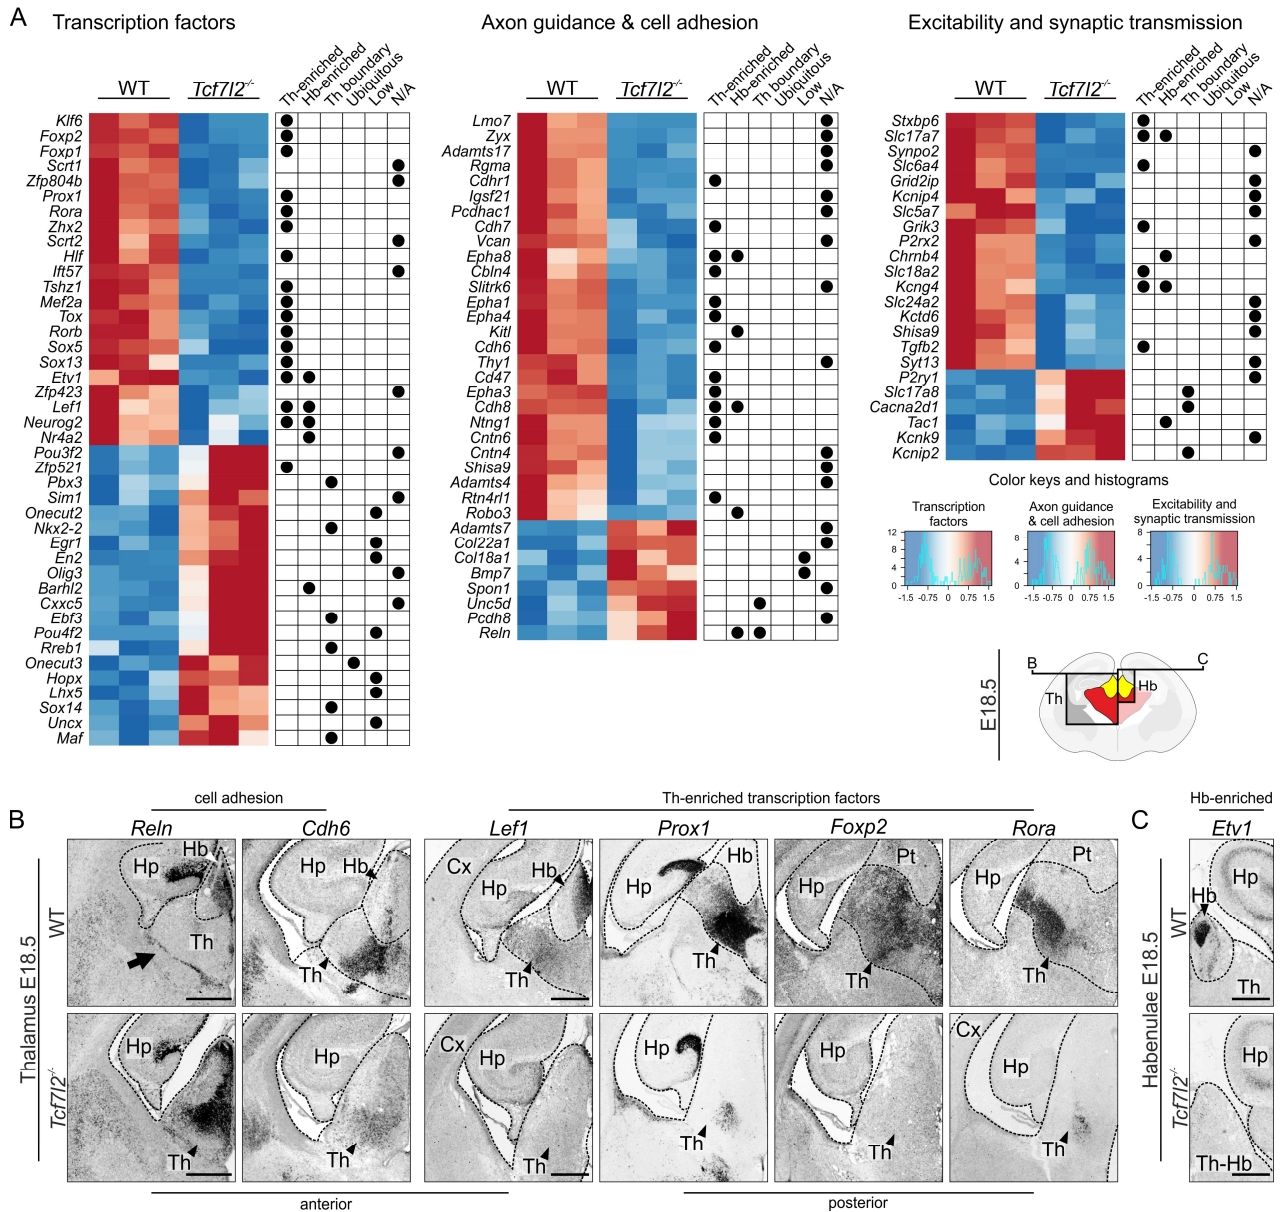 A
Transcription factors
WT
Tcf7l2-/-
Th-enriched
Hb-enriched
Th boundary
Ubiquitous
Low
N/A
Klf6
Foxp2
Foxp1
Scrt1
Zfp804b
Prox1
Rora
Zhx2
Scrt2
Hlf
Ift57
Tshz1
Mef2a
Tox
Rorb
Sox5
Sox13
Etv1
Zfp423
Lef1
Neurog2
Nr4a2
Pou3f2
Zfp521
Pbx3
Sim1
Onecut2
Nkx2-2
Egr1
En2
Olig3
Barhl2
Cxxc5
Ebf3
Pou4f2
Rreb1
Onecut3
Hopx
Lhx5
Sox14
Uncx
Maf
Axon guidance & cell adhesion
WT
Tcf7l2-/-
Th-enriched
Hb-enriched
Th boundary
Ubiquitous
Low
N/A
Lmo7
Zyx
Adamts17
Rgma
Cdhr1
Igsf21
Pcdhac1
Cdh7
Vcan
Epha8
Cbln4
Slitrk6
Epha1
Epha4
Kitl
Cdh6
Thy1
Cd47
Epha3
Cdh8
Ntng1
Cntn6
Cntn4
Shisa9
Adamts4
Rtn4rl1
Robo3
Adamts7
Col22a1
Col18a1
Bmp7
Spon1
Unc5d
Pcdh8
Reln
Excitability and synaptic transmission
WT
Tcf7l2-/-
Th-enriched
Hb-enriched
Th boundary
Ubiquitous
Low
N/A
Stxbp6
Slc17a7
Synpo2
Slc6a4
Grid2ip
Kcnip4
Slc5a7
Grik3
P2rx2
Chrnb4
Slc18a2
Kcng4
Slc24a2
Kctd6
Shisa9
Tgfb2
Syt13
P2ry1
Slc17a8
Cacna2d1
Tac1
Kcnk9
Kcnip2
Color keys and histograms
Transcription
factors
12
8
4
0
-1.5 -0.75 0 0.75 1.5
Axon guidance
& cell adhesion
8
4
0
-1.5 -0.75 0 0.75 1.5
Excitability and
synaptic transmission
8
4
0
-1.5 -0.75 0 0.75 1.5
E18.5
B
C
Th
Hb
B
cell adhesion
Th-enriched transcription factors
Reln
Cdh6
Lef1
Prox1
Foxp2
Rora
Thalamus E18.5
WT
Hp
Hb
Th
Hp
Hb
Th
Cx
Hp
Hb
Th
Hp
Hb
Th
Hp
Pt
Th
Hp
Pt
Th
Tcf7l2-/-
Hp
Th
Hp
Th
Cx
Hp
Th
Hp
Th
Hp
Th
Cx
Hp
Th
anterior
posterior
C
Hb-enriched
Etv1
Habenulae E18.5
WT
Hb
Hp
Th
Tcf7l2-/-
Hp
Th-Hb